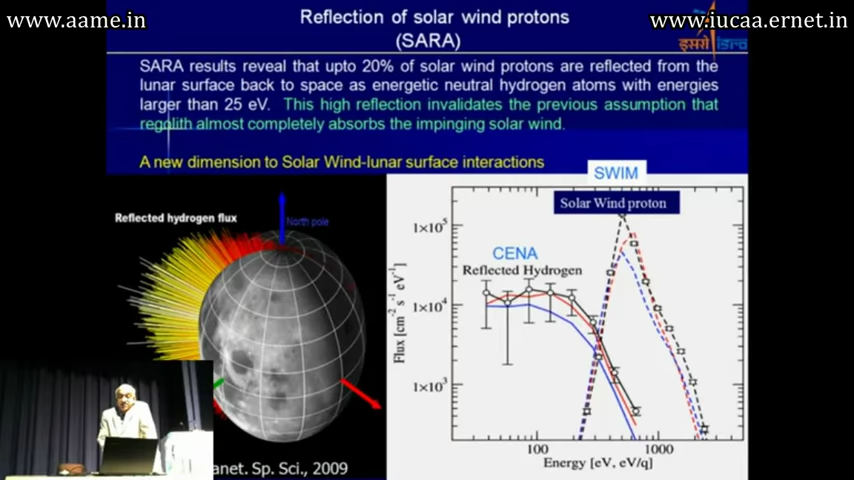 www.aame.in
www.iucaa.ernet.in
Reflection of solar wind protons
(SARA)
इसरो isro
SARA results reveal that upto 20% of solar wind protons are reflected from the
lunar surface back to space as energetic neutral hydrogen atoms with energies
larger than 25 eV. This high reflection invalidates the previous assumption that
regolith almost completely absorbs the impinging solar wind.
A new dimension to Solar Wind-lunar surface interactions
Reflected hydrogen flux
North pole
anet. Sp. Sci., 2009
SWIM
Solar Wind proton
CENA
Reflected Hydrogen
1×10⁵
1×10⁴
1×10³
Flux [cm⁻² s⁻¹ eV⁻¹]
100
1000
Energy [eV, eV/q]